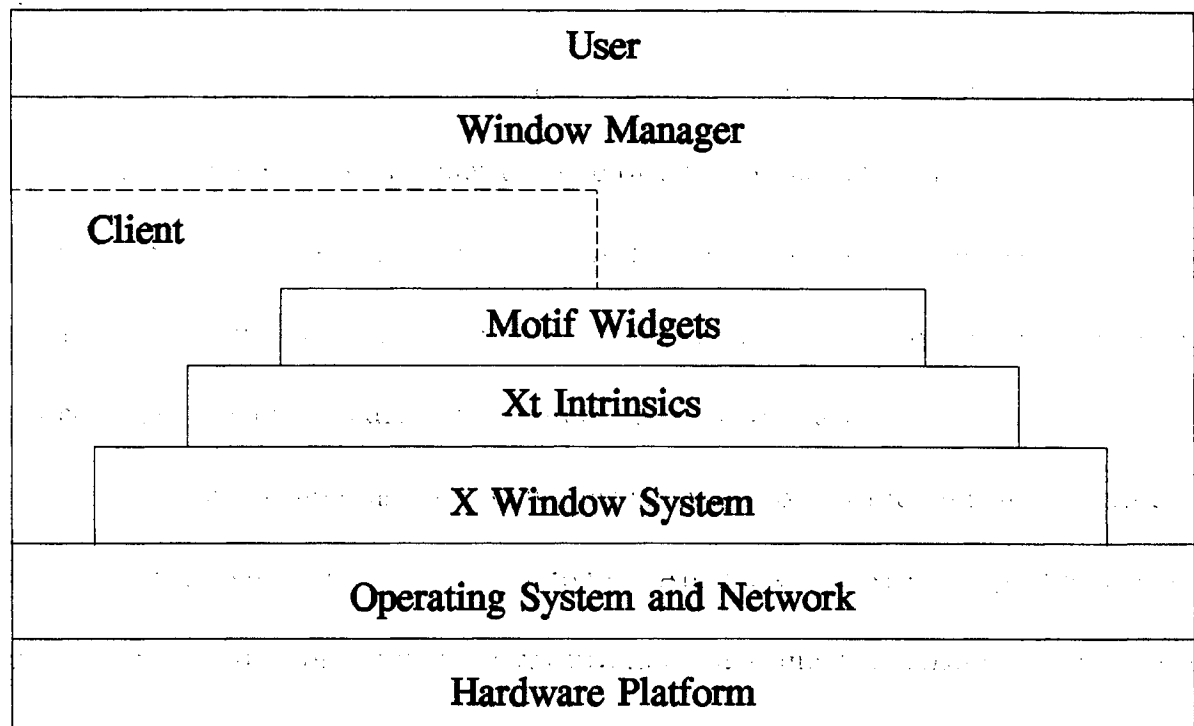 User
Window Manager
Client
Motif Widgets
Xt Intrinsics
X Window System
Operating System and Network
Hardware Platform